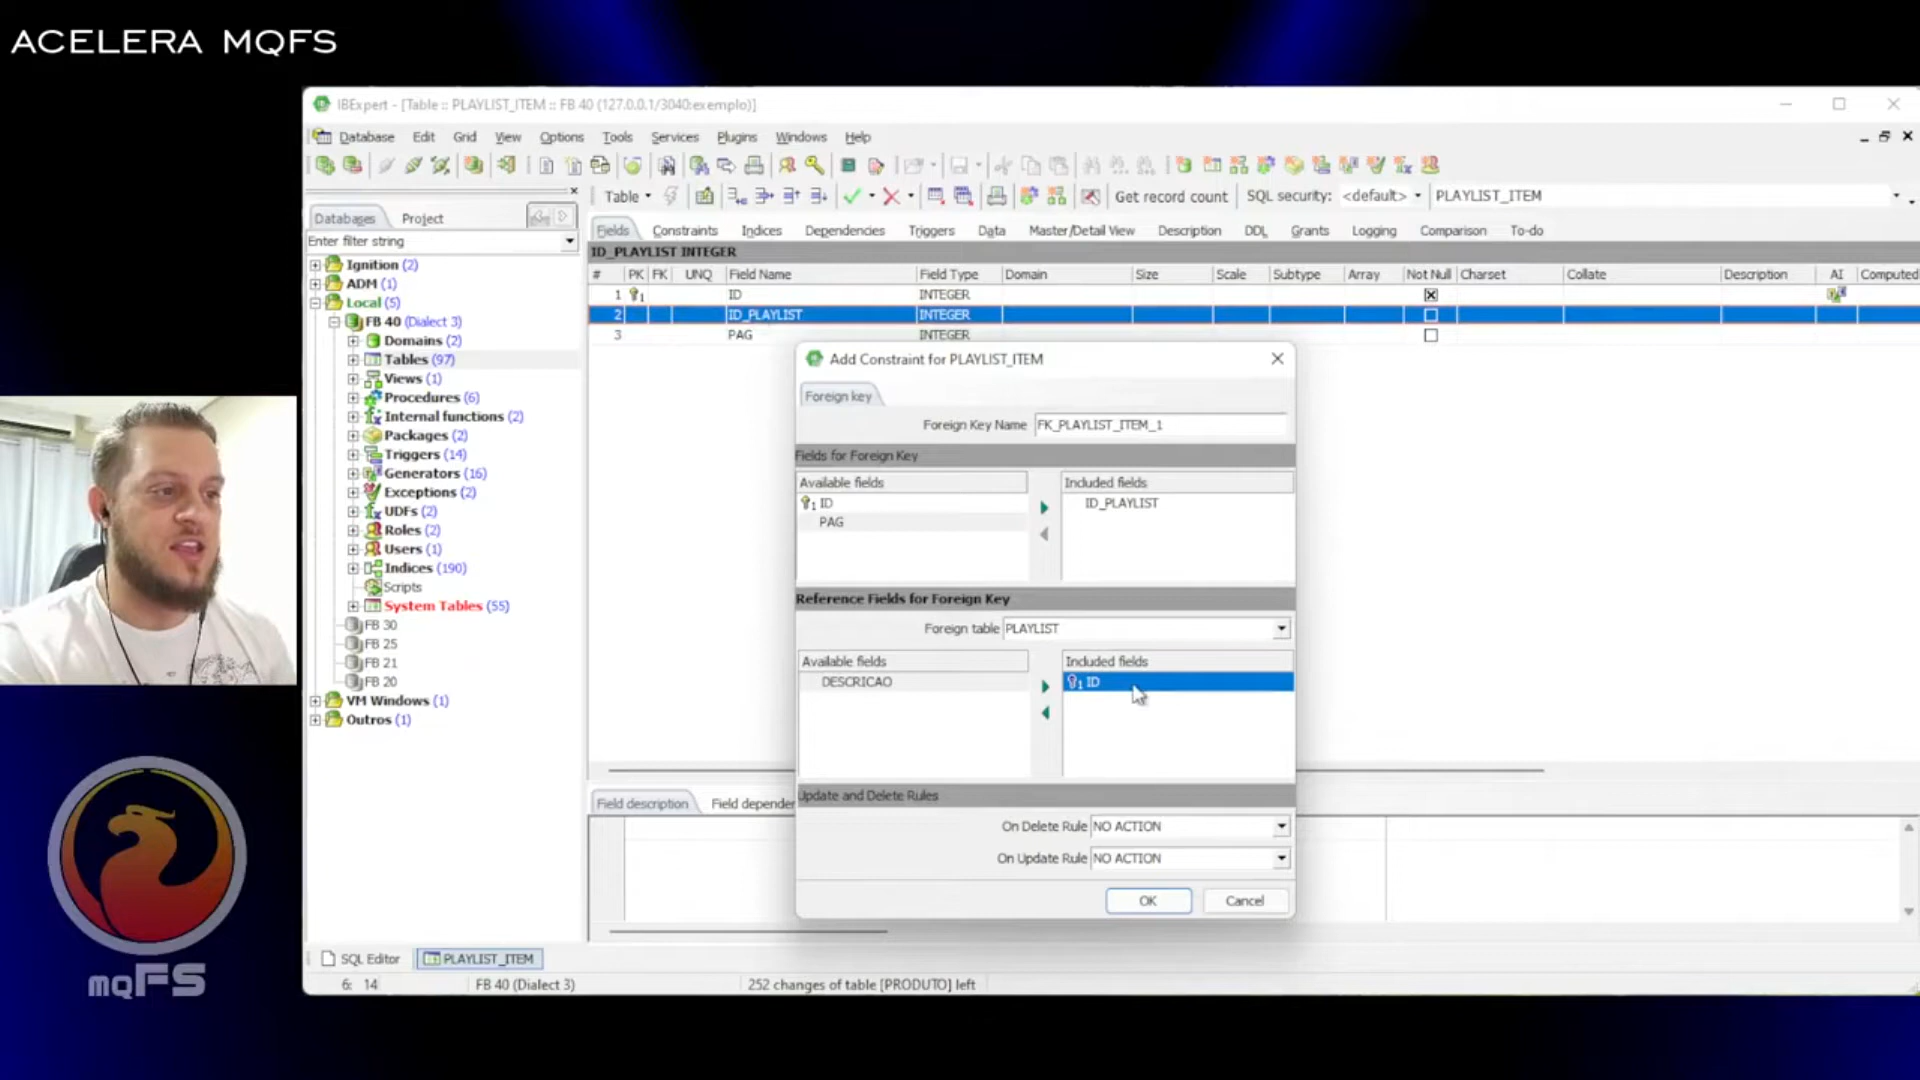 ACELERA MQFS
IBExpert - [Table :: PLAYLIST_ITEM :: FB 40 (127.0.0.1/3040:exemplo)]
Database Edit Grid View Options Tools Services Plugins Windows Help
Table Get record count SQL security: <default> PLAYLIST_ITEM
Databases Project
Enter filter string
Ignition (2)
ADM (1)
Local (5)
FB 40 (Dialect 3)
Domains (2)
Tables (97)
Views (1)
Procedures (6)
Internal functions (2)
Packages (2)
Triggers (14)
Generators (16)
Exceptions (2)
UDFs (2)
Roles (2)
Users (1)
Indices (190)
Scripts
System Tables (55)
FB 30
FB 25
FB 21
FB 20
VM Windows (1)
Outros (1)
Fields Constraints Indices Dependencies Triggers Data Master/Detail View Description DDL Grants Logging Comparison To-do
ID_PLAYLIST INTEGER
# PK FK UNQ Field Name Field Type Domain Size Scale Subtype Array Not Null Charset Collate Description AI Computed
1 1 ID INTEGER
2 ID_PLAYLIST INTEGER
3 PAG INTEGER
Add Constraint for PLAYLIST_ITEM
Foreign key
Foreign Key Name FK_PLAYLIST_ITEM_1
Fields for Foreign Key
Available fields Included fields
1 ID ID_PLAYLIST
PAG
Reference Fields for Foreign Key
Foreign table PLAYLIST
Available fields Included fields
DESCRICAO 1 ID
Update and Delete Rules
On Delete Rule NO ACTION
On Update Rule NO ACTION
OK Cancel
Field description Field depender
SQL Editor PLAYLIST_ITEM
6: 14 FB 40 (Dialect 3) 252 changes of table [PRODUTO] left
mqFS